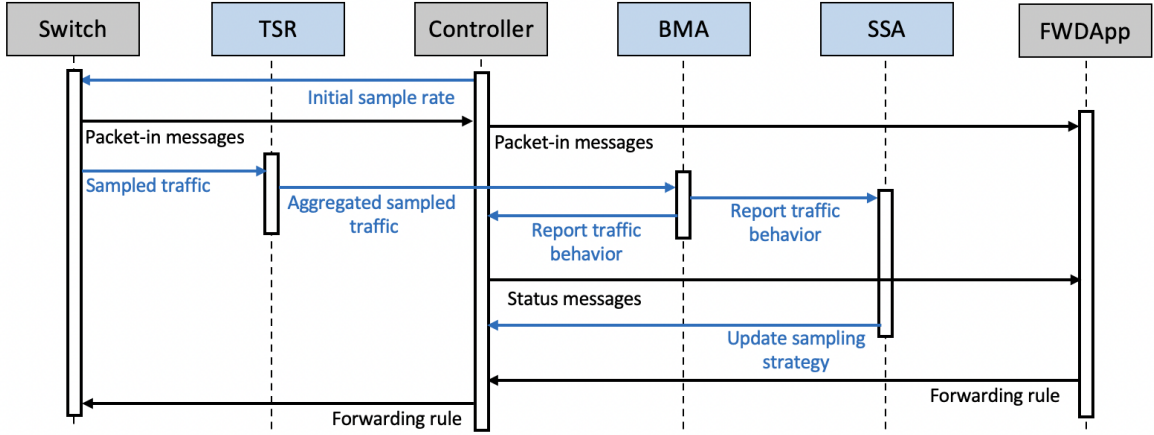 Switch
TSR
Controller
BMA
SSA
FWDApp
Initial sample rate
Packet-in messages
Packet-in messages
Sampled traffic
Aggregated sampled
traffic
Report traffic
behavior
Report traffic
behavior
Status messages
Update sampling
strategy
Forwarding rule
Forwarding rule